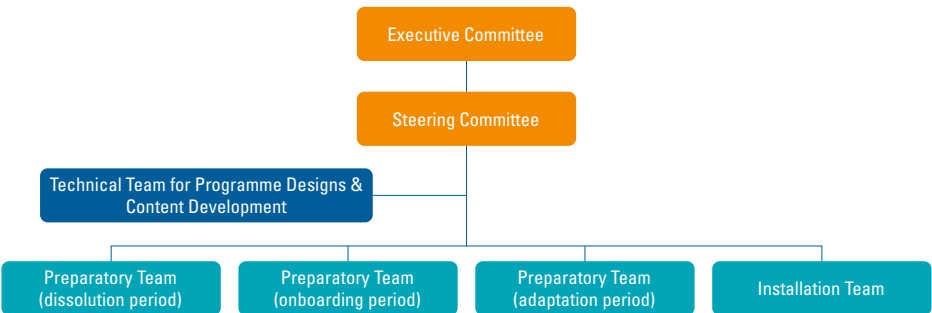 Executive Committee
Steering Committee
Technical Team for Programme Designs &
Content Development
Preparatory Team
(dissolution period)
Preparatory Team
(onboarding period)
Preparatory Team
(adaptation period)
Installation Team